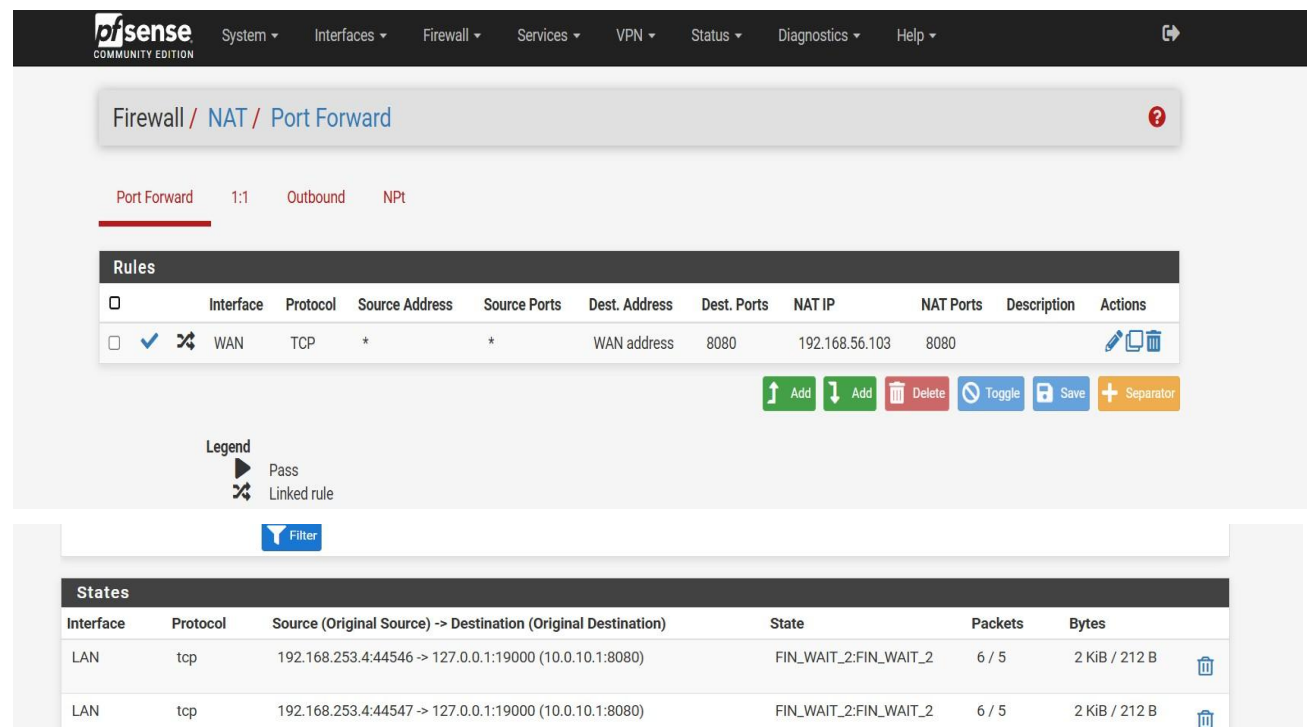 pfsense System Interfaces Firewall Services VPN Status Diagnostics Help
COMMUNITY EDITION
Firewall / NAT / Port Forward
Port Forward 1:1 Outbound NPt
Rules
Interface Protocol Source Address Source Ports Dest. Address Dest. Ports NAT IP NAT Ports Description Actions
WAN TCP * * WAN address 8080 192.168.56.103 8080
Add Add Delete Toggle Save Separator
Legend
Pass
Linked rule
Filter
States
Interface Protocol Source (Original Source) -> Destination (Original Destination) State Packets Bytes
LAN tcp 192.168.253.4:44546 -> 127.0.0.1:19000 (10.0.10.1:8080) FIN_WAIT_2:FIN_WAIT_2 6 / 5 2 KiB / 212 B
LAN tcp 192.168.253.4:44547 -> 127.0.0.1:19000 (10.0.10.1:8080) FIN_WAIT_2:FIN_WAIT_2 6 / 5 2 KiB / 212 B